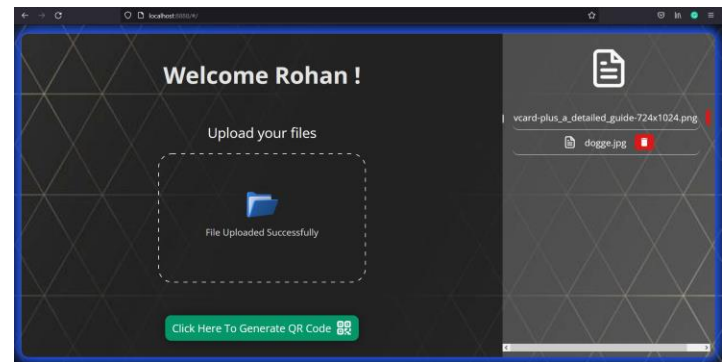 localhost:8080/#/
Welcome Rohan !
Upload your files
File Uploaded Successfully
Click Here To Generate QR Code
vcard-plus_a_detailed_guide-724x1024.png
dogge.jpg